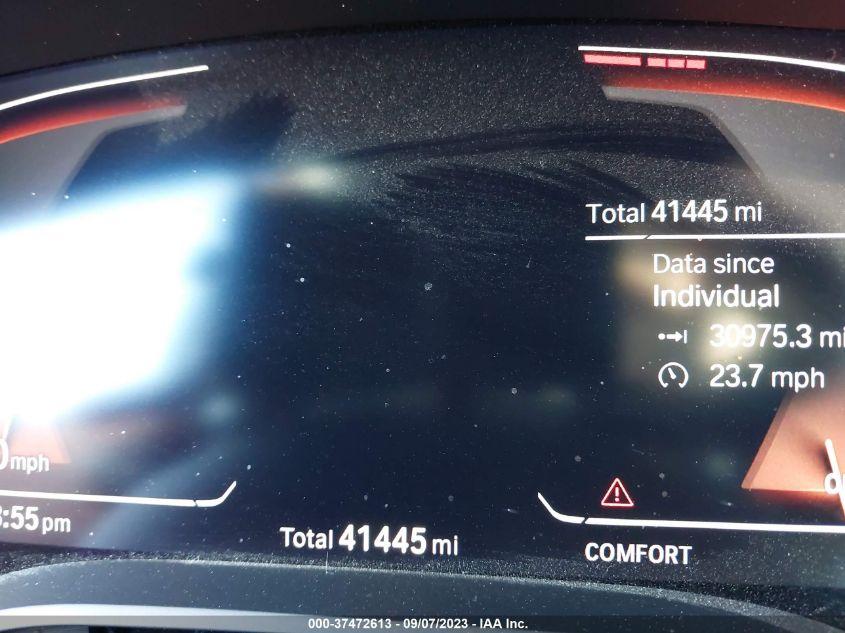 Total 41445 mi
Data since
Individual
30975.3 mi
23.7 mph
mph
:55 pm
Total 41445 mi
COMFORT
000-37472613 - 09/07/2023 - IAA Inc.